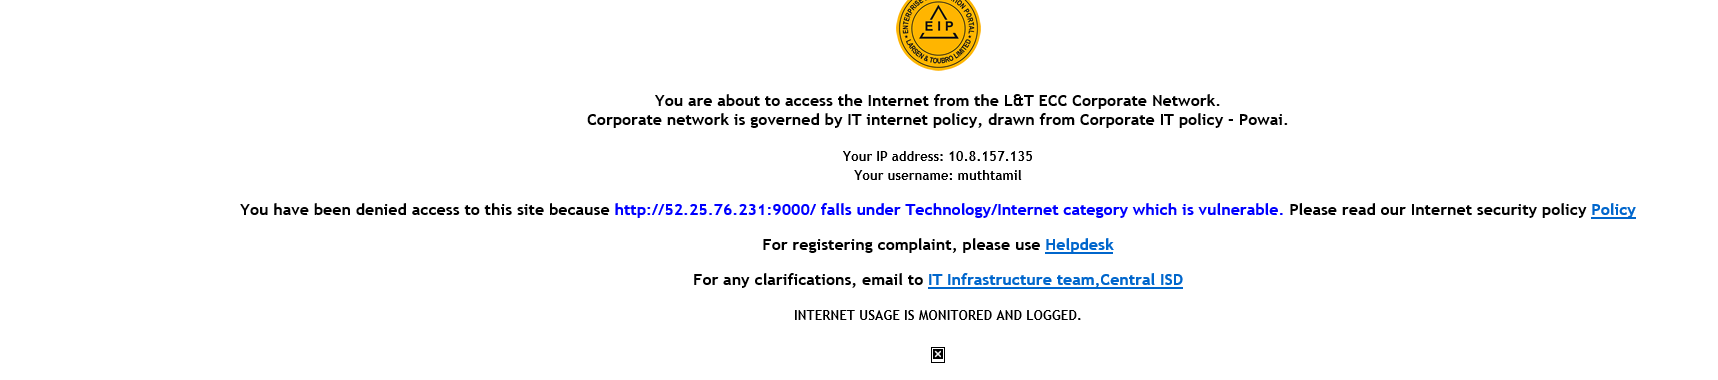 ENTERPRISE
ION PORTAL
EIP
LARSEN & TOUBRO LIMITED
You are about to access the Internet from the L&T ECC Corporate Network.
Corporate network is governed by IT internet policy, drawn from Corporate IT policy - Powai.
Your IP address: 10.8.157.135
Your username: muthtamil
You have been denied access to this site because http://52.25.76.231:9000/ falls under Technology/Internet category which is vulnerable. Please read our Internet security policy Policy
For registering complaint, please use Helpdesk
For any clarifications, email to IT Infrastructure team,Central ISD
INTERNET USAGE IS MONITORED AND LOGGED.